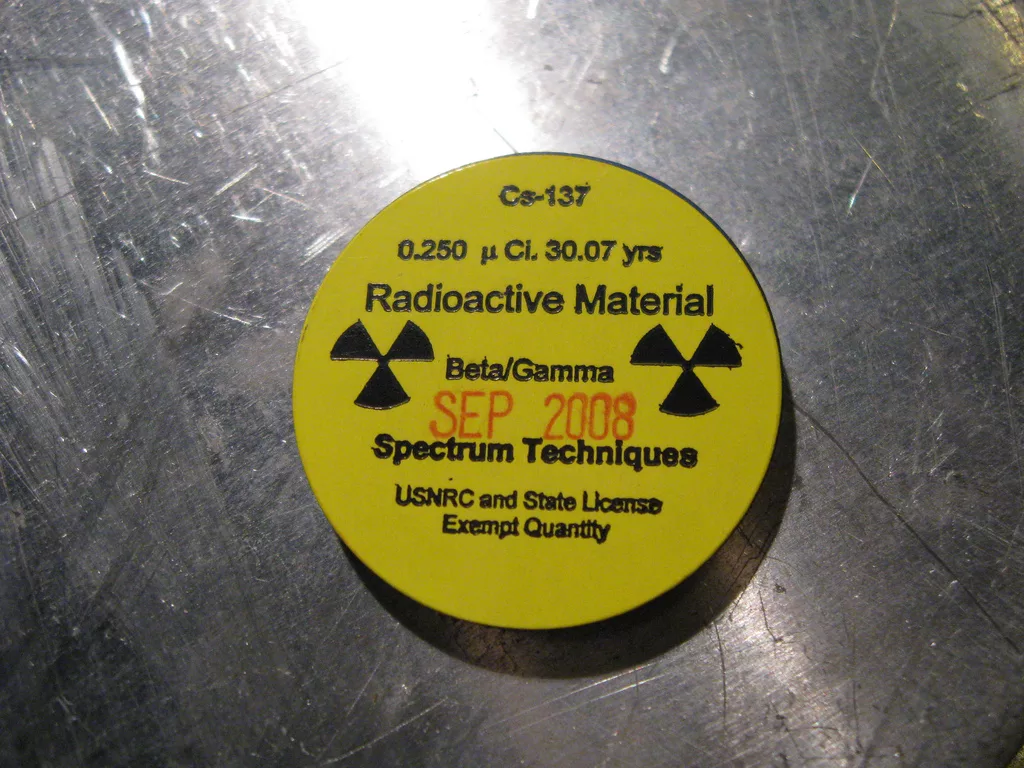 Cs-137
0.250 μ Ci. 30.07 yrs
Radioactive Material
Beta/Gamma
SEP 2008
Spectrum Techniques
USNRC and State License
Exempt Quantity